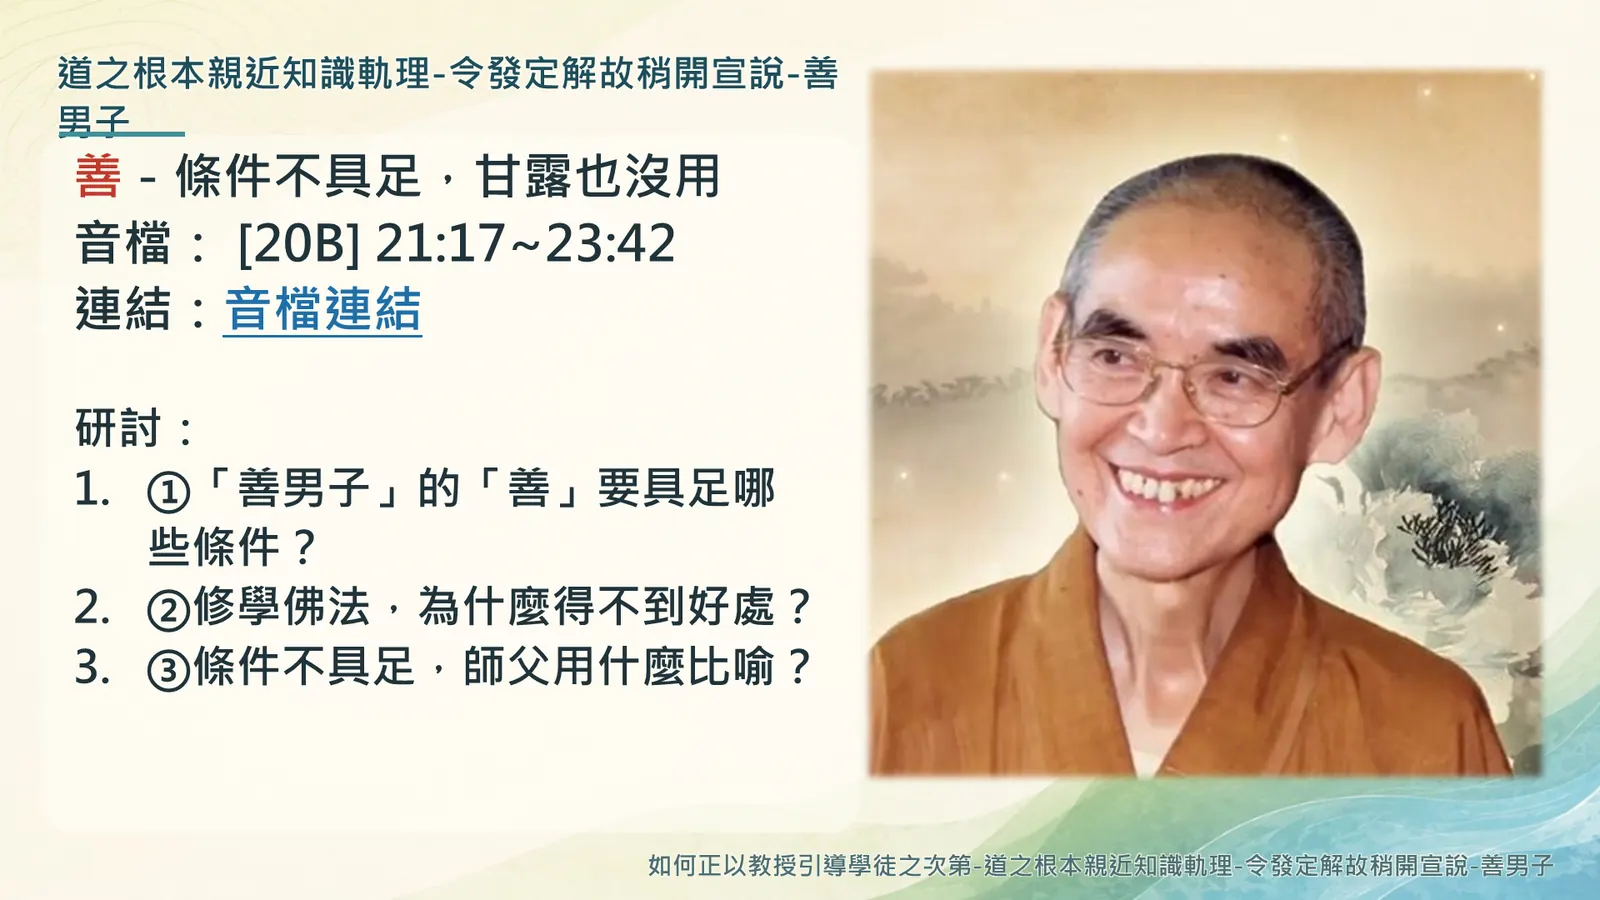 道之根本親近知識軌理-令發定解故稍開宣說-善
男子
善 - 條件不具足，甘露也沒用
音檔： [20B] 21:17~23:42
連結：音檔連結
研討：
1. ①「善男子」的「善」要具足哪
些條件？
2. ②修學佛法，為什麼得不到好處？
3. ③條件不具足，師父用什麼比喻？
如何正以教授引導學徒之次第-道之根本親近知識軌理-令發定解故稍開宣說-善男子